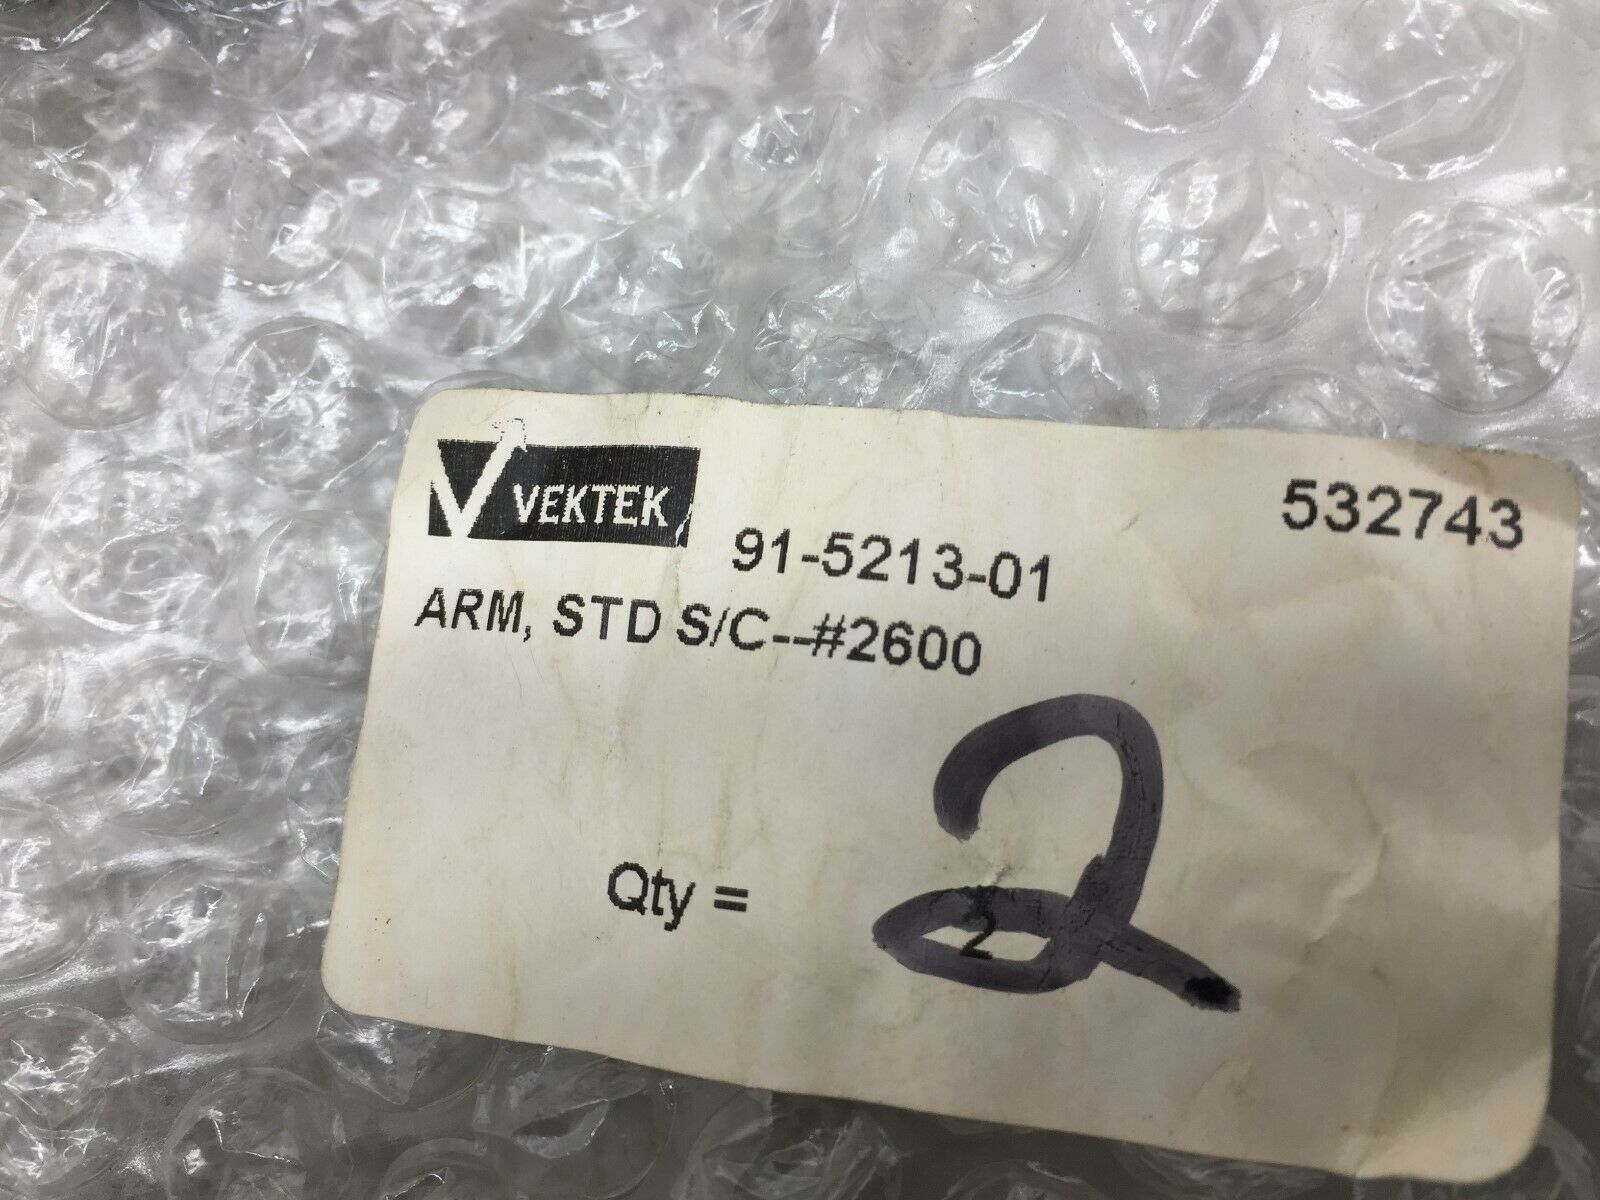 VEKTEK
91-5213-01
532743
ARM, STD S/C--#2600
Qty = 2
2